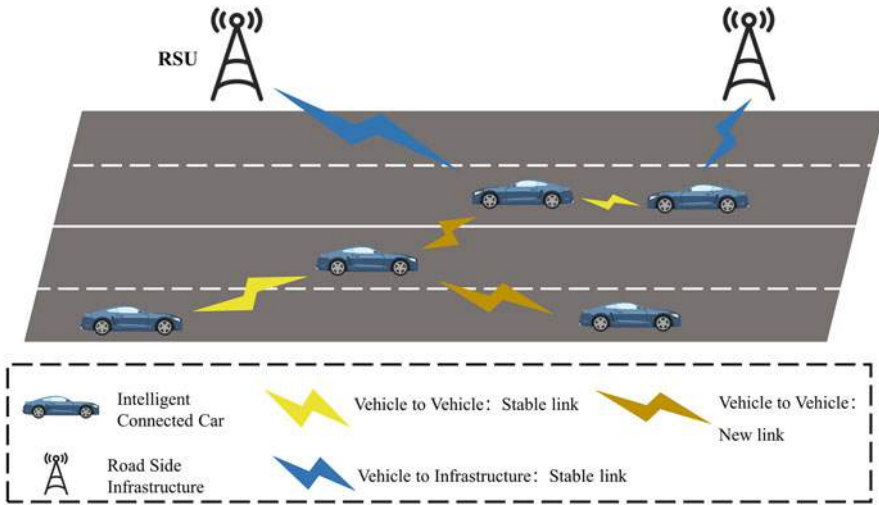 RSU
Intelligent
Connected Car
Vehicle to Vehicle：Stable link
Vehicle to Vehicle：
New link
Road Side
Infrastructure
Vehicle to Infrastructure：Stable link